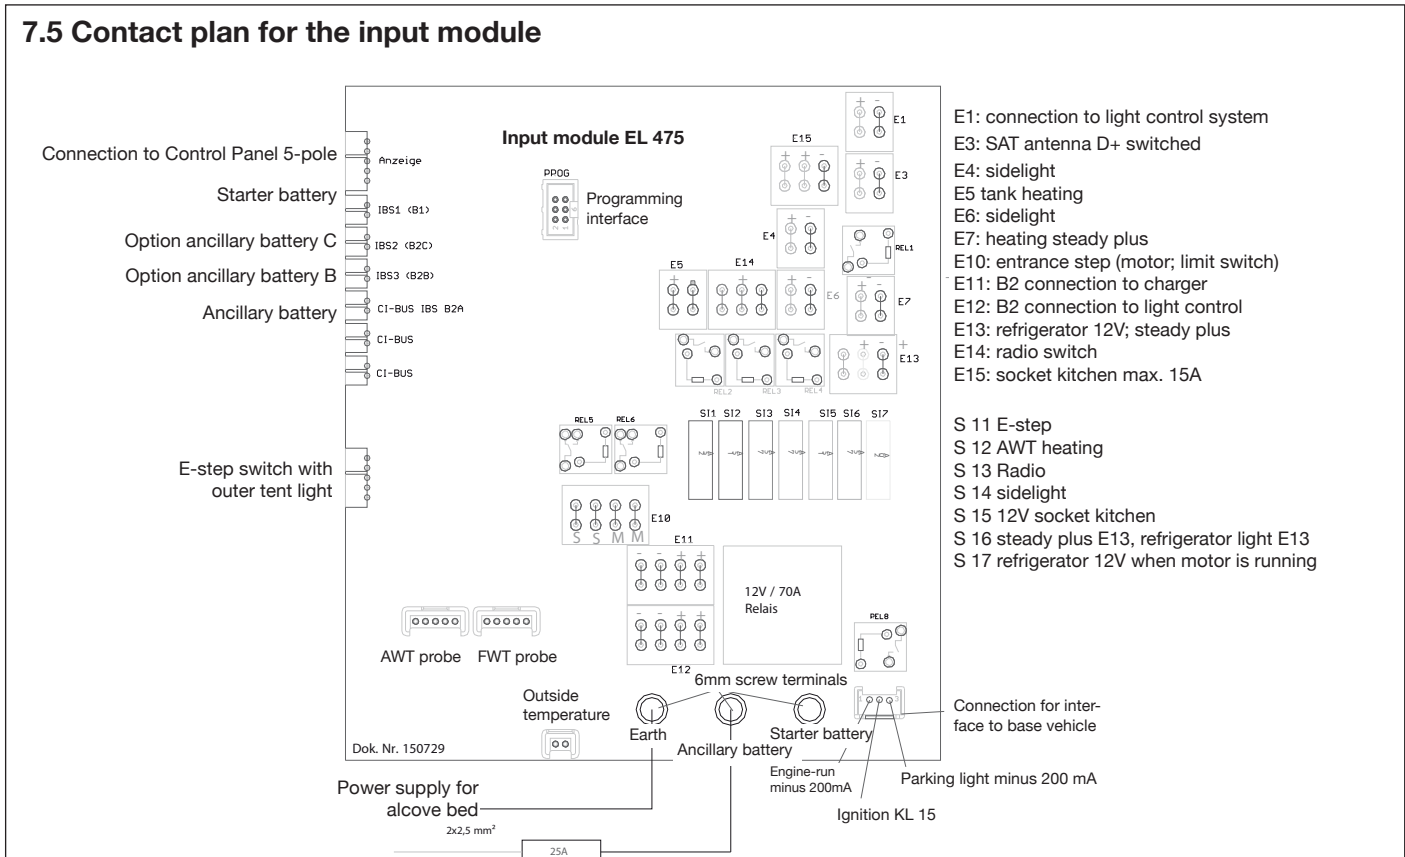 7.5 Contact plan for the input module
Input module EL 475
Connection to Control Panel 5-pole
Anzeige
Starter battery
IBS1 (B1)
Option ancillary battery C
IBS2 (B2C)
Option ancillary battery B
IBS3 (B2B)
Ancillary battery
CI-BUS IBS B2A
CI-BUS
CI-BUS
E-step switch with
outer tent light
PPOG
Programming
interface
+ -
E1
E15
+ + -
+ -
E3
E4
+ -
REL1
E5
+
E14
+
+ -
E6
+ -
E7
+ - +
E13
REL2
REL3
REL4
SI1 SI2 SI3 SI4 SI5 SI6 SI7
REL5 REL6
E10
S S M M
E11
- - + +
- - + +
E12
12V / 70A
Relais
PEL8
AWT probe
FWT probe
6mm screw terminals
Outside
temperature
Earth
Ancillary battery
Starter battery
Dok. Nr. 150729
Connection for inter-
face to base vehicle
Engine-run
minus 200mA
Parking light minus 200 mA
Ignition KL 15
Power supply for
alcove bed
2x2,5 mm²
25A
E1: connection to light control system
E3: SAT antenna D+ switched
E4: sidelight
E5 tank heating
E6: sidelight
E7: heating steady plus
E10: entrance step (motor; limit switch)
E11: B2 connection to charger
E12: B2 connection to light control
E13: refrigerator 12V; steady plus
E14: radio switch
E15: socket kitchen max. 15A
S 11 E-step
S 12 AWT heating
S 13 Radio
S 14 sidelight
S 15 12V socket kitchen
S 16 steady plus E13, refrigerator light E13
S 17 refrigerator 12V when motor is running